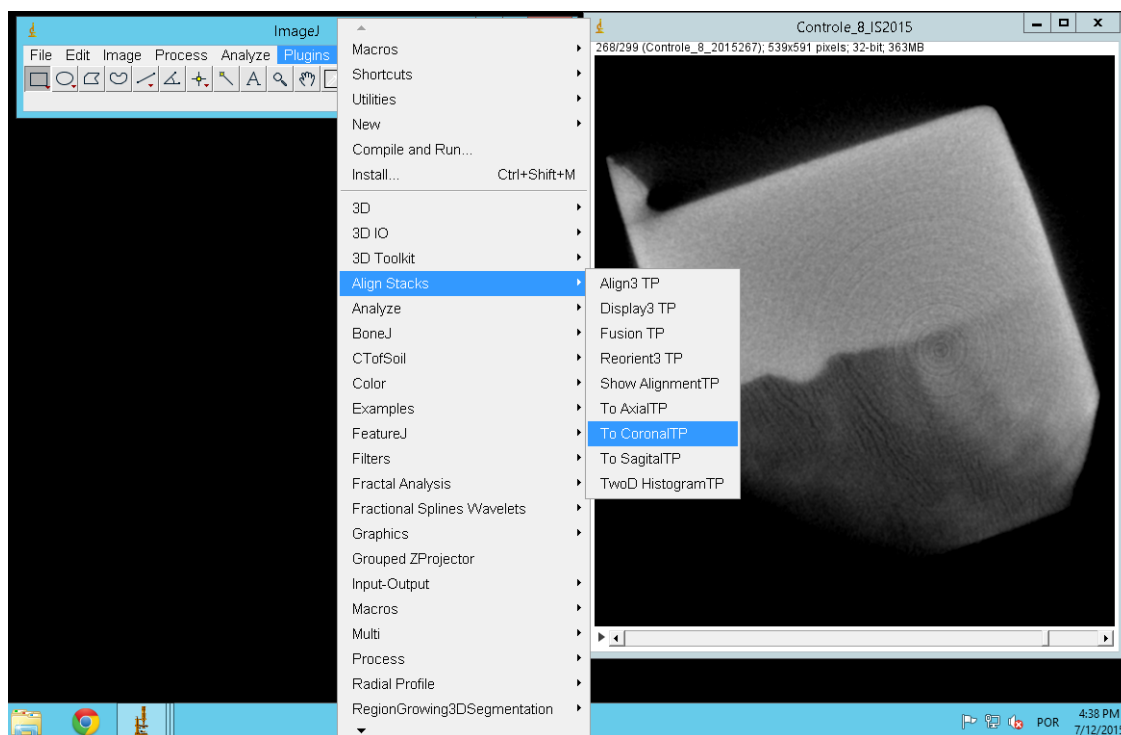 ImageJ
File Edit Image Process Analyze Plugins
A
Macros
Shortcuts
Utilities
New
Compile and Run...
Install... Ctrl+Shift+M
3D
3D IO
3D Toolkit
Align Stacks
Analyze
BoneJ
CTofSoil
Color
Examples
FeatureJ
Filters
Fractal Analysis
Fractional Splines Wavelets
Graphics
Grouped ZProjector
Input-Output
Macros
Multi
Process
Radial Profile
RegionGrowing3DSegmentation
Align3 TP
Display3 TP
Fusion TP
Reorient3 TP
Show AlignmentTP
To AxialTP
To CoronalTP
To SagitalTP
TwoD HistogramTP
Controle_8_IS2015
268/299 (Controle_8_2015267); 539x591 pixels; 32-bit; 363MB
POR
4:38 PM
7/12/2015